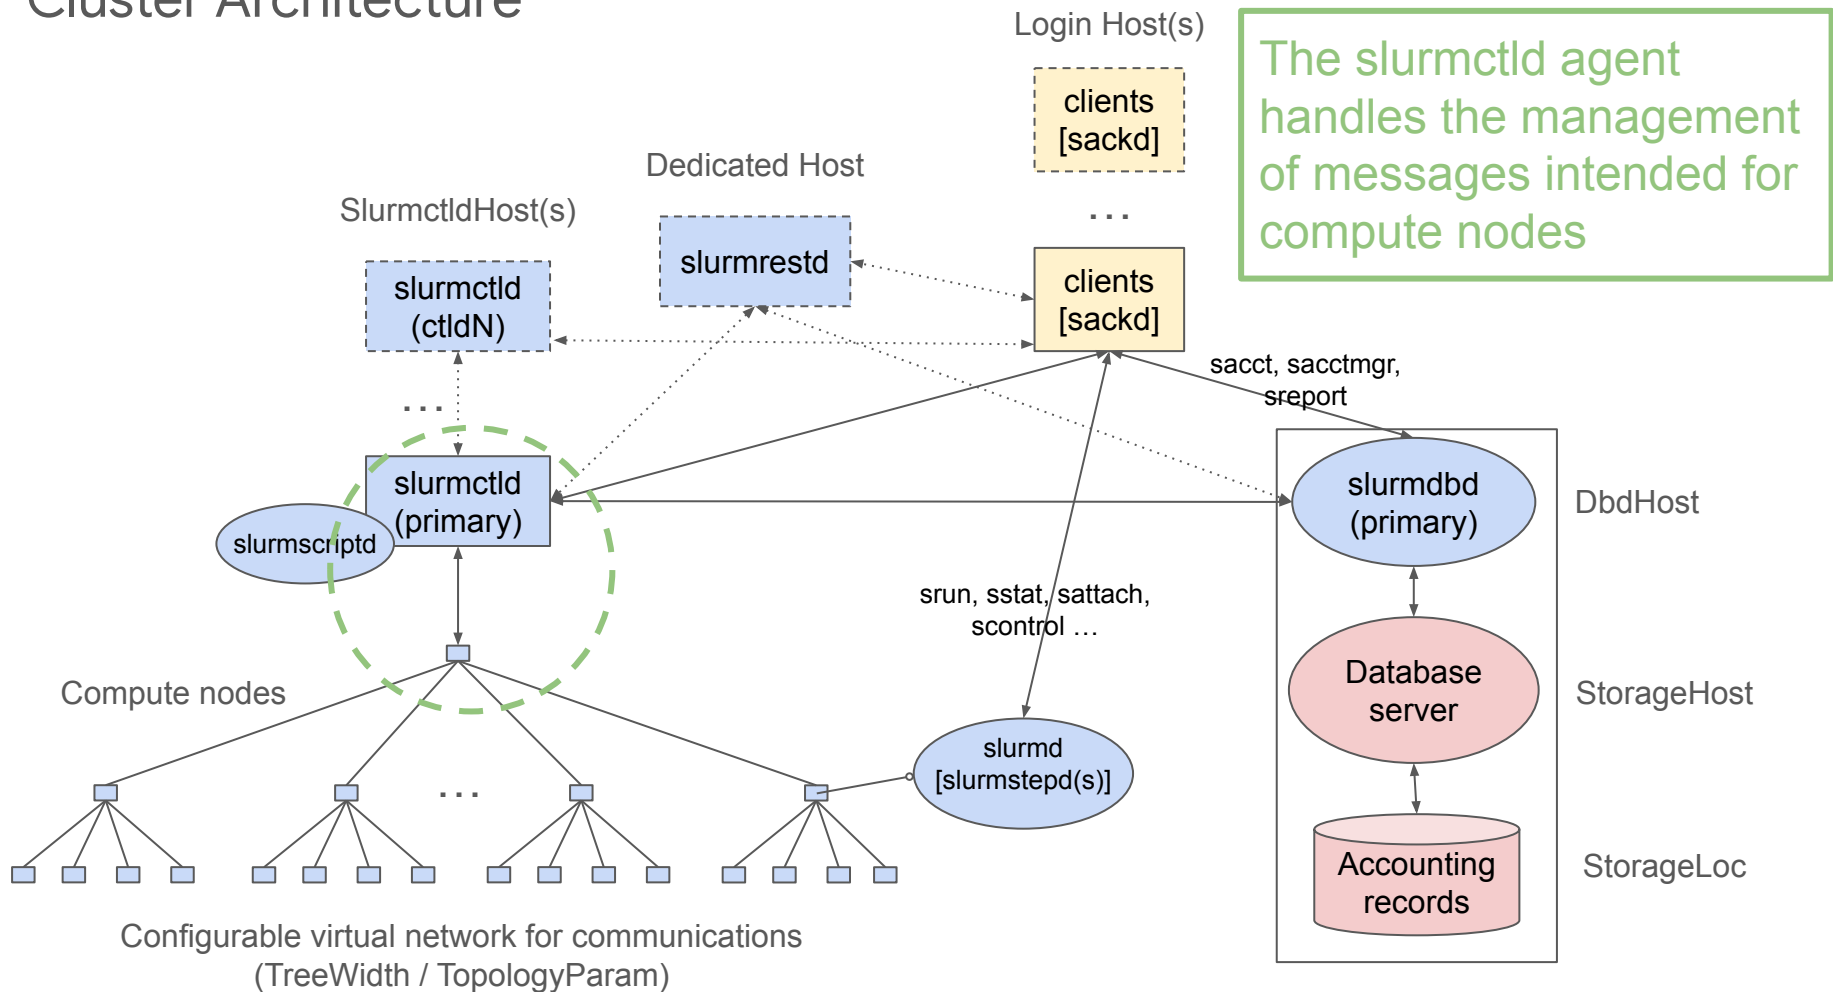 Cluster Architecture
Login Host(s)
The slurmctld agent
handles the management
of messages intended for
compute nodes
clients
[sackd]
Dedicated Host
SlurmctldHost(s)
...
slurmrestd
clients
[sackd]
slurmctld
(ctldN)
sacct, sacctmgr,
sreport
...
slurmctld
(primary)
slurmscriptd
slurmdbd
(primary)
DbdHost
srun, sstat, sattach,
scontrol …
Compute nodes
Database
server
StorageHost
slurmd
[slurmstepd(s)]
...
Accounting
records
StorageLoc
Configurable virtual network for communications
(TreeWidth / TopologyParam)